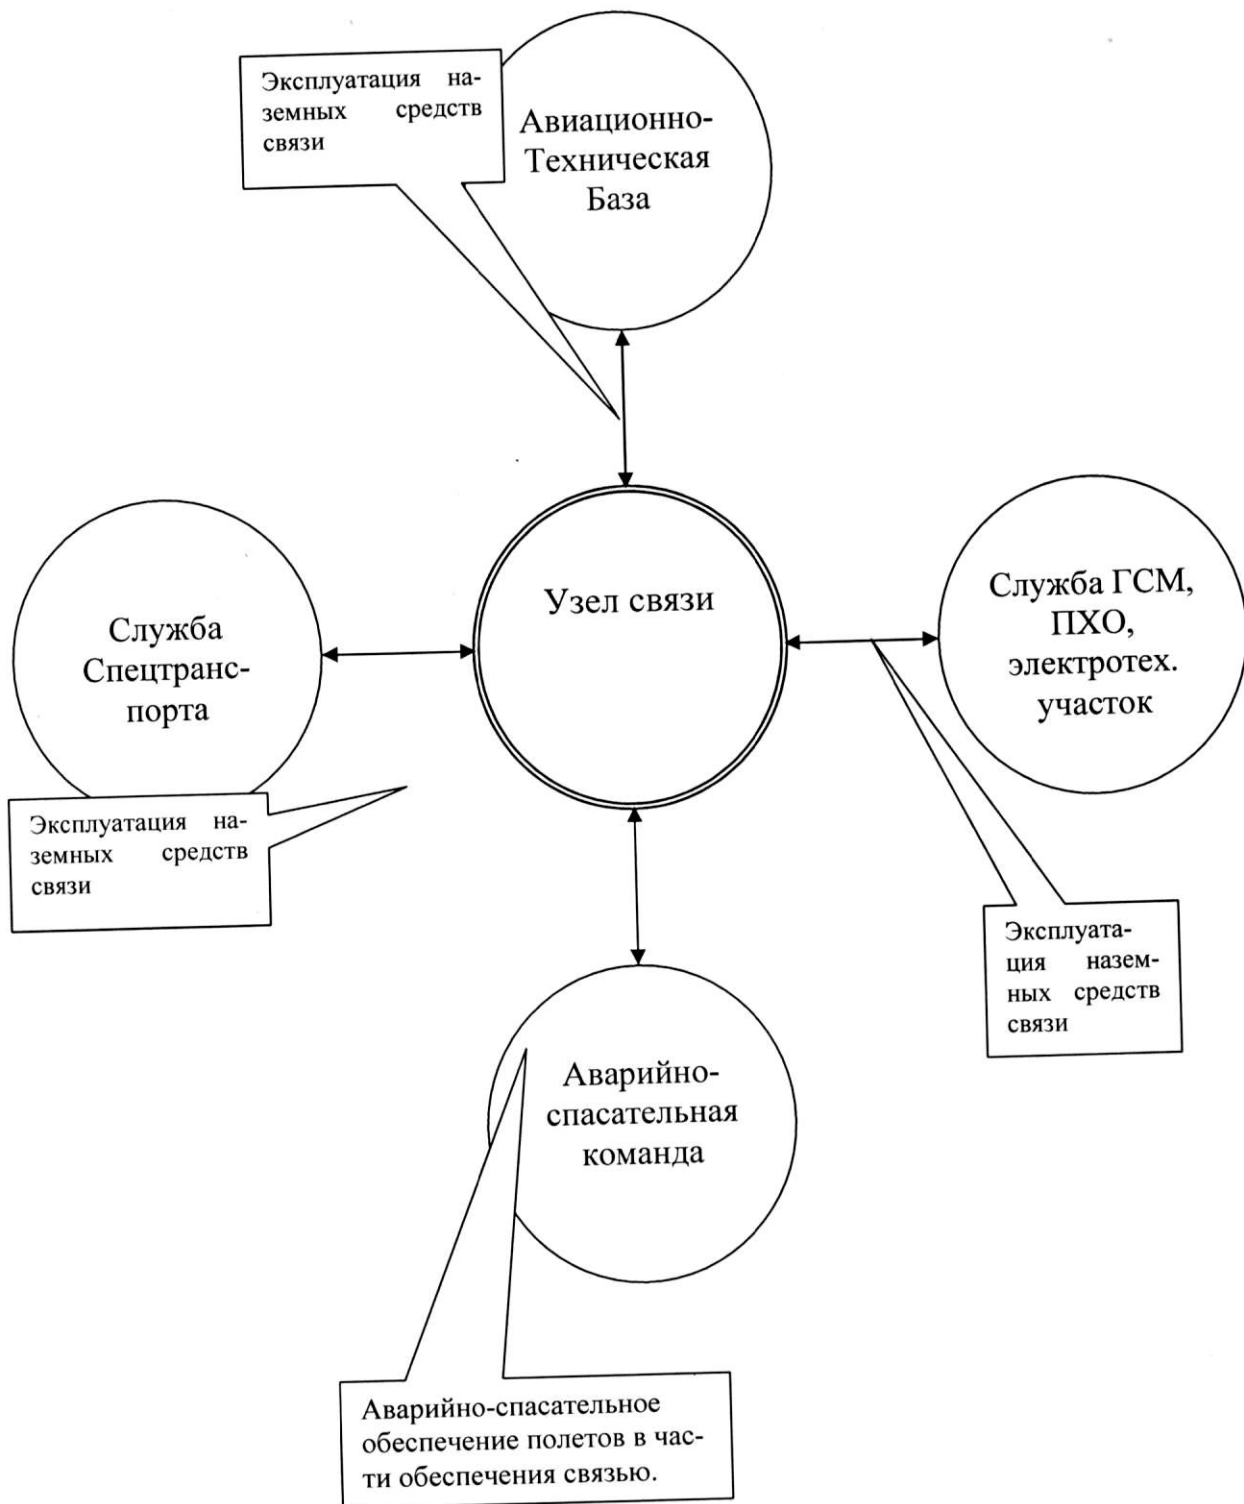 Эксплуатация на-
земных средств
связи
Авиационно-
Техническая
База
Узел связи
Служба
Спецтранс-
порта
Служба ГСМ,
ПХО,
электротех.
участок
Эксплуатация на-
земных средств
связи
Эксплуата-
ция назем-
ных средств
связи
Аварийно-
спасательная
команда
Аварийно-спасательное
обеспечение полетов в час-
ти обеспечения связью.